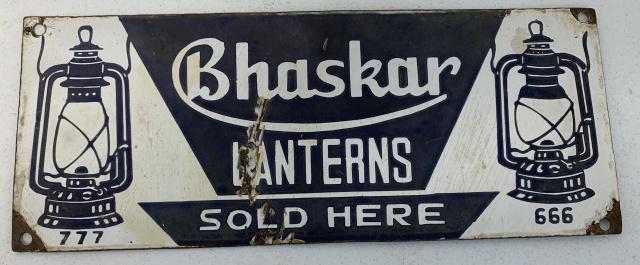 Bhaskar
LANTERNS
SOLD HERE
777
666